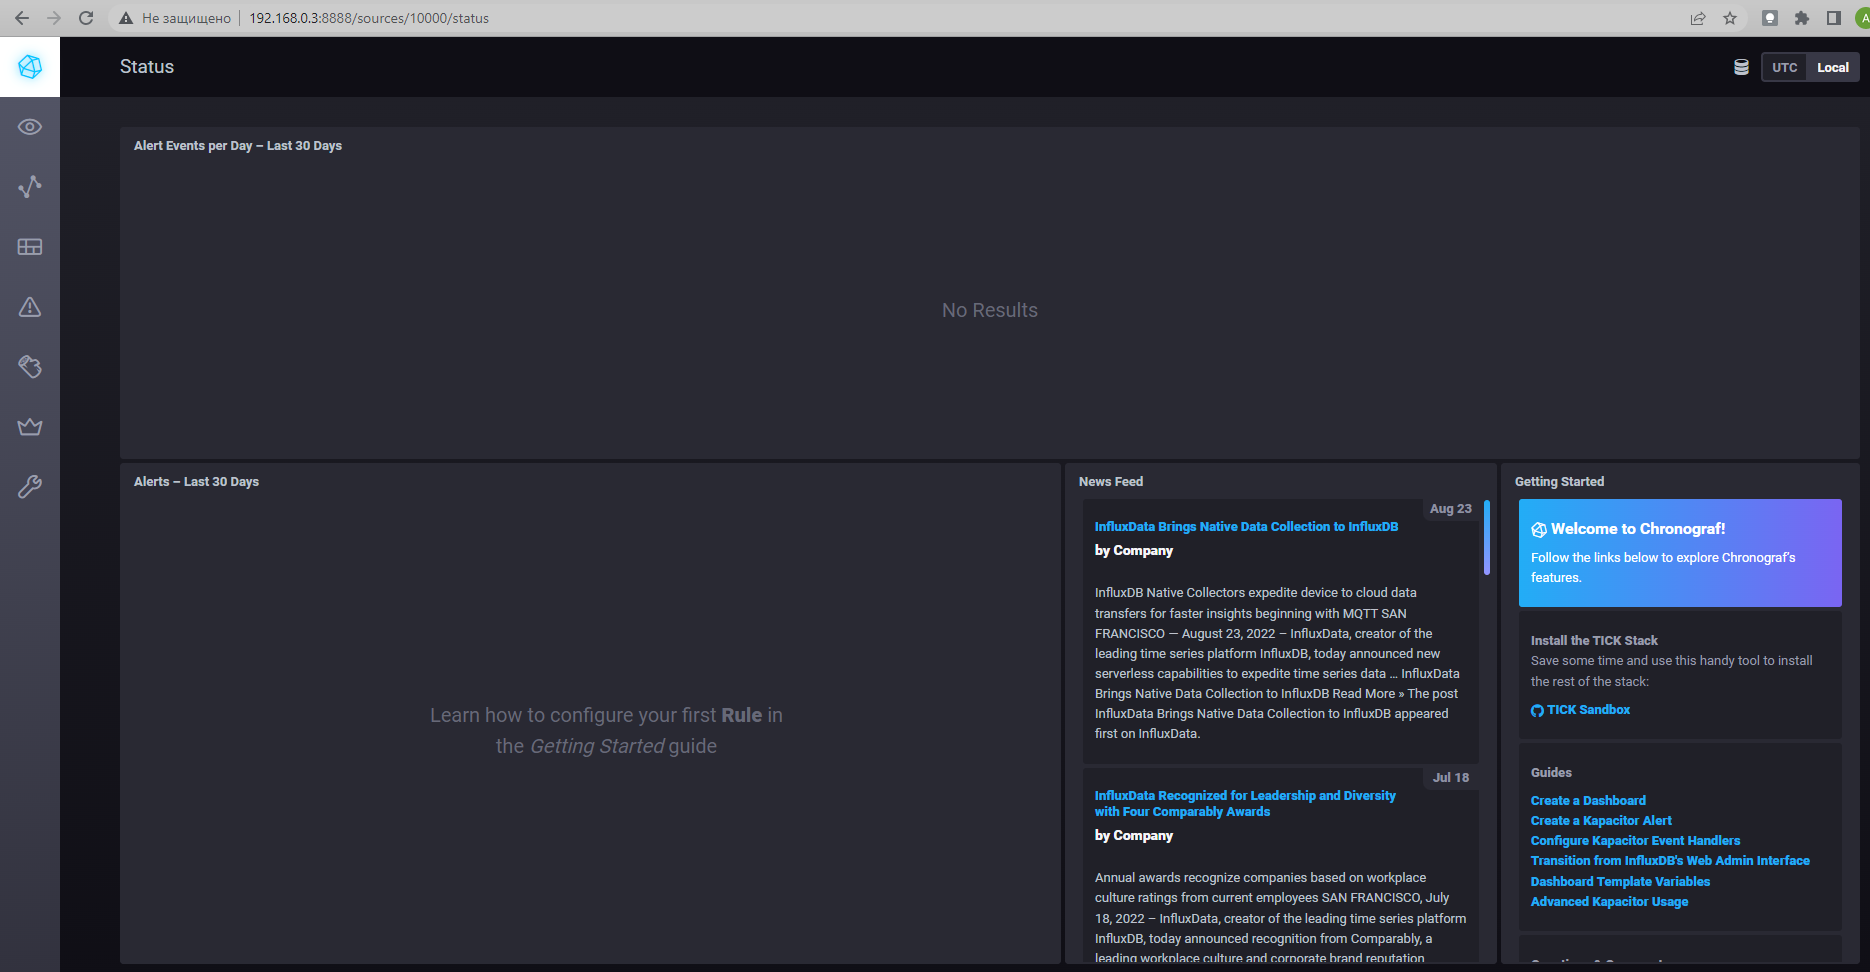 Не защищено
192.168.0.3:8888/sources/10000/status
A
Status
UTC
Local
Alert Events per Day – Last 30 Days
No Results
Alerts – Last 30 Days
Learn how to configure your first Rule in
the Getting Started guide
News Feed
Aug 23
InfluxData Brings Native Data Collection to InfluxDB
by Company
InfluxDB Native Collectors expedite device to cloud data
transfers for faster insights beginning with MQTT SAN
FRANCISCO — August 23, 2022 – InfluxData, creator of the
leading time series platform InfluxDB, today announced new
serverless capabilities to expedite time series data ... InfluxData
Brings Native Data Collection to InfluxDB Read More » The post
InfluxData Brings Native Data Collection to InfluxDB appeared
first on InfluxData.
Jul 18
InfluxData Recognized for Leadership and Diversity
with Four Comparably Awards
by Company
Annual awards recognize companies based on workplace
culture ratings from current employees SAN FRANCISCO, July
18, 2022 – InfluxData, creator of the leading time series platform
InfluxDB, today announced recognition from Comparably, a
leading workplace culture and corporate brand reputation
Getting Started
Welcome to Chronograf!
Follow the links below to explore Chronograf's
features.
Install the TICK Stack
Save some time and use this handy tool to install
the rest of the stack:
TICK Sandbox
Guides
Create a Dashboard
Create a Kapacitor Alert
Configure Kapacitor Event Handlers
Transition from InfluxDB's Web Admin Interface
Dashboard Template Variables
Advanced Kapacitor Usage